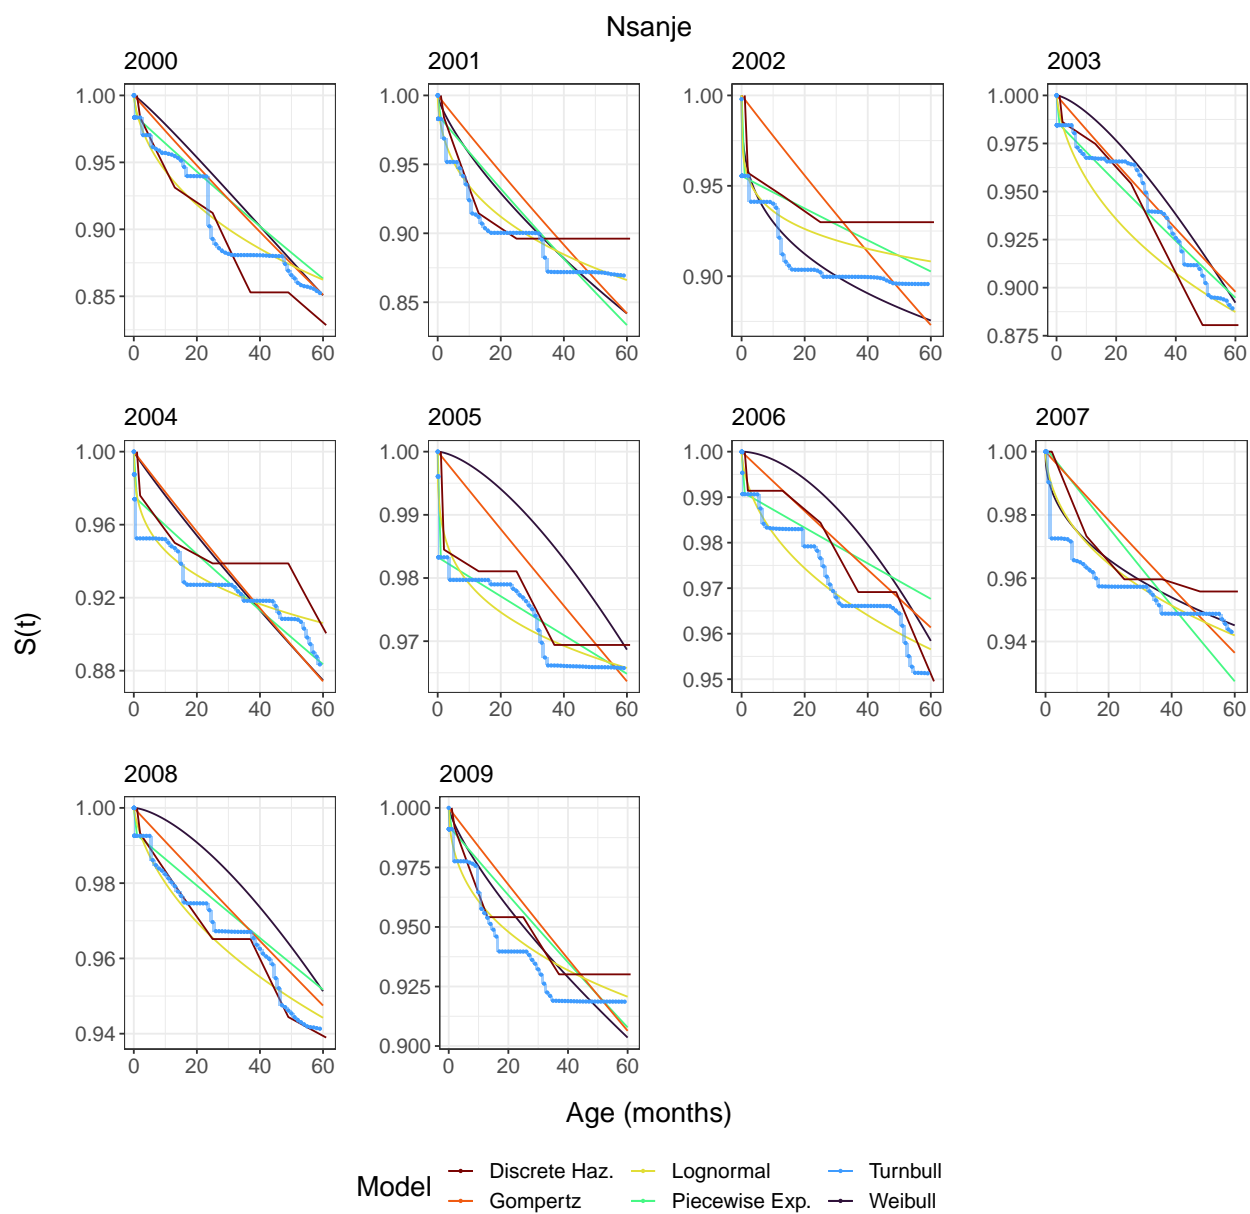 Nsanje
2000 2001 2002 2003
1.00 1.00 1.00 1.000
0.975
0.95 0.95 0.95 0.950
0.90 0.90 0.90 0.925
0.85 0.85 0.900
0.875
0 20 40 60 0 20 40 60 0 20 40 60 0 20 40 60
2004 2005 2006 2007
1.00 1.00 1.00 1.00
0.96 0.99 0.99 0.98
0.92 0.98 0.98 0.96
0.88 0.97 0.97 0.94
0.96
0.95
0 20 40 60 0 20 40 60 0 20 40 60 0 20 40 60
S(t)
2008 2009
1.00 1.000
0.98 0.975
0.96 0.950
0.94 0.925
0.900
0 20 40 60 0 20 40 60
Age (months)
Model
Discrete Haz. Lognormal Turnbull
Gompertz Piecewise Exp. Weibull